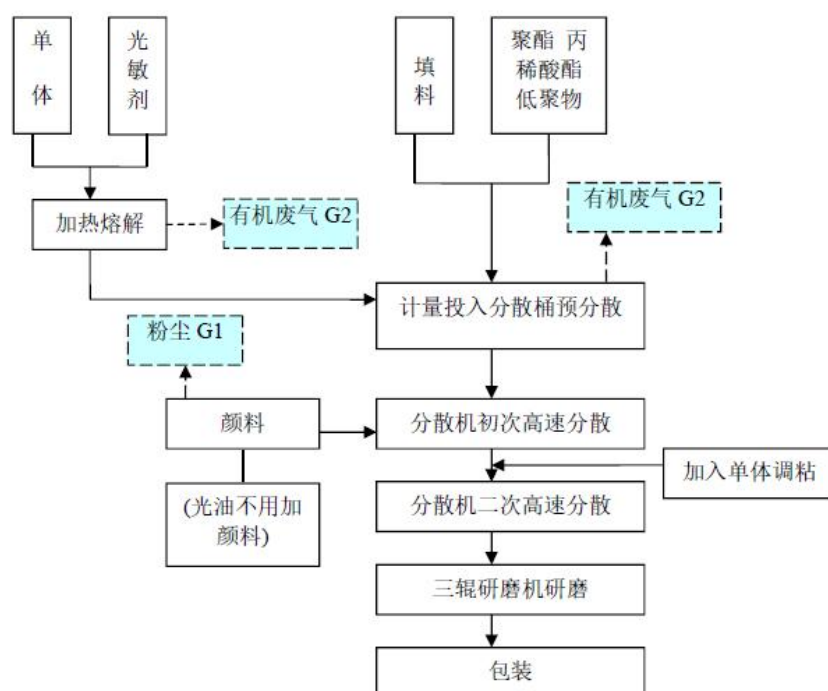 单
体
光
敏
剂
填
料
聚酯 丙
烯酸酯
低聚物
加热熔解
有机废气 G2
有机废气 G2
计量投入分散桶预分散
粉尘 G1
颜料
分散机初次高速分散
加入单体调粘
(光油不用加
颜料)
分散机二次高速分散
三辊研磨机研磨
包装